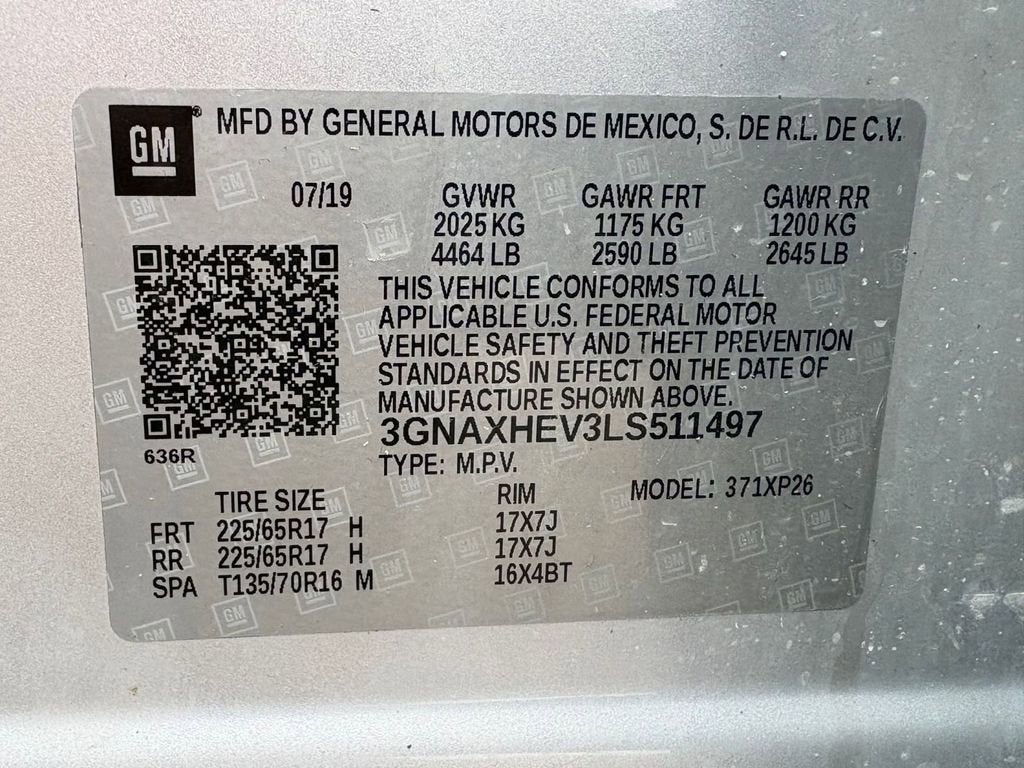 GM ® MFD BY GENERAL MOTORS DE MEXICO, S. DE R.L. DE C.V.
07/19 GVWR GAWR FRT GAWR RR
2025 KG 1175 KG 1200 KG
4464 LB 2590 LB 2645 LB
THIS VEHICLE CONFORMS TO ALL
APPLICABLE U.S. FEDERAL MOTOR
VEHICLE SAFETY AND THEFT PREVENTION
STANDARDS IN EFFECT ON THE DATE OF
MANUFACTURE SHOWN ABOVE.
3GNAXHEV3LS511497
636R
TYPE: M.P.V.
TIRE SIZE RIM MODEL: 371XP26
FRT 225/65R17 H 17X7J
RR 225/65R17 H 17X7J
SPA T135/70R16 M 16X4BT